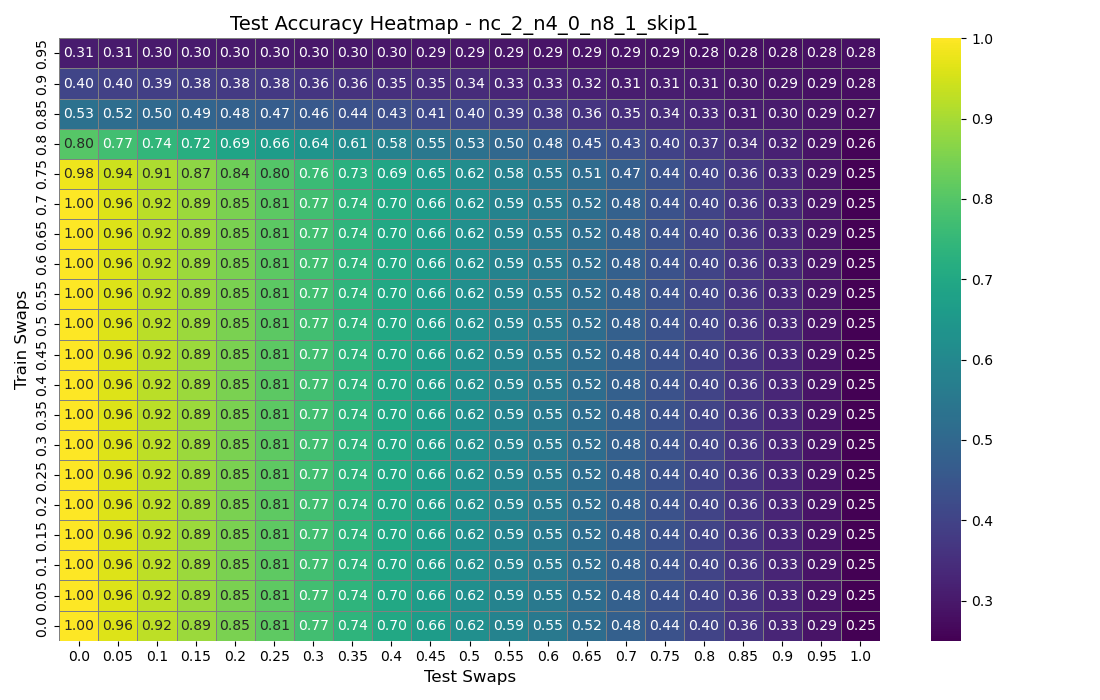 Test Accuracy Heatmap - nc_2_n4_0_n8_1_skip1_
Train Swaps
0.95 0.31 0.31 0.30 0.30 0.30 0.30 0.30 0.30 0.30 0.29 0.29 0.29 0.29 0.29 0.29 0.29 0.28 0.28 0.28 0.28 0.28
0.9 0.40 0.40 0.39 0.38 0.38 0.38 0.36 0.36 0.35 0.35 0.34 0.33 0.33 0.32 0.31 0.31 0.31 0.30 0.29 0.29 0.28
0.85 0.53 0.52 0.50 0.49 0.48 0.47 0.46 0.44 0.43 0.41 0.40 0.39 0.38 0.36 0.35 0.34 0.33 0.31 0.30 0.29 0.27
0.8 0.80 0.77 0.74 0.72 0.69 0.66 0.64 0.61 0.58 0.55 0.53 0.50 0.48 0.45 0.43 0.40 0.37 0.34 0.32 0.29 0.26
0.75 0.98 0.94 0.91 0.87 0.84 0.80 0.76 0.73 0.69 0.65 0.62 0.58 0.55 0.51 0.47 0.44 0.40 0.36 0.33 0.29 0.25
0.7 1.00 0.96 0.92 0.89 0.85 0.81 0.77 0.74 0.70 0.66 0.62 0.59 0.55 0.52 0.48 0.44 0.40 0.36 0.33 0.29 0.25
0.65 1.00 0.96 0.92 0.89 0.85 0.81 0.77 0.74 0.70 0.66 0.62 0.59 0.55 0.52 0.48 0.44 0.40 0.36 0.33 0.29 0.25
0.6 1.00 0.96 0.92 0.89 0.85 0.81 0.77 0.74 0.70 0.66 0.62 0.59 0.55 0.52 0.48 0.44 0.40 0.36 0.33 0.29 0.25
0.55 1.00 0.96 0.92 0.89 0.85 0.81 0.77 0.74 0.70 0.66 0.62 0.59 0.55 0.52 0.48 0.44 0.40 0.36 0.33 0.29 0.25
0.5 1.00 0.96 0.92 0.89 0.85 0.81 0.77 0.74 0.70 0.66 0.62 0.59 0.55 0.52 0.48 0.44 0.40 0.36 0.33 0.29 0.25
0.45 1.00 0.96 0.92 0.89 0.85 0.81 0.77 0.74 0.70 0.66 0.62 0.59 0.55 0.52 0.48 0.44 0.40 0.36 0.33 0.29 0.25
0.4 1.00 0.96 0.92 0.89 0.85 0.81 0.77 0.74 0.70 0.66 0.62 0.59 0.55 0.52 0.48 0.44 0.40 0.36 0.33 0.29 0.25
0.35 1.00 0.96 0.92 0.89 0.85 0.81 0.77 0.74 0.70 0.66 0.62 0.59 0.55 0.52 0.48 0.44 0.40 0.36 0.33 0.29 0.25
0.3 1.00 0.96 0.92 0.89 0.85 0.81 0.77 0.74 0.70 0.66 0.62 0.59 0.55 0.52 0.48 0.44 0.40 0.36 0.33 0.29 0.25
0.25 1.00 0.96 0.92 0.89 0.85 0.81 0.77 0.74 0.70 0.66 0.62 0.59 0.55 0.52 0.48 0.44 0.40 0.36 0.33 0.29 0.25
0.2 1.00 0.96 0.92 0.89 0.85 0.81 0.77 0.74 0.70 0.66 0.62 0.59 0.55 0.52 0.48 0.44 0.40 0.36 0.33 0.29 0.25
0.15 1.00 0.96 0.92 0.89 0.85 0.81 0.77 0.74 0.70 0.66 0.62 0.59 0.55 0.52 0.48 0.44 0.40 0.36 0.33 0.29 0.25
0.1 1.00 0.96 0.92 0.89 0.85 0.81 0.77 0.74 0.70 0.66 0.62 0.59 0.55 0.52 0.48 0.44 0.40 0.36 0.33 0.29 0.25
0.05 1.00 0.96 0.92 0.89 0.85 0.81 0.77 0.74 0.70 0.66 0.62 0.59 0.55 0.52 0.48 0.44 0.40 0.36 0.33 0.29 0.25
0.0 1.00 0.96 0.92 0.89 0.85 0.81 0.77 0.74 0.70 0.66 0.62 0.59 0.55 0.52 0.48 0.44 0.40 0.36 0.33 0.29 0.25
0.0 0.05 0.1 0.15 0.2 0.25 0.3 0.35 0.4 0.45 0.5 0.55 0.6 0.65 0.7 0.75 0.8 0.85 0.9 0.95 1.0
Test Swaps
1.0
0.9
0.8
0.7
0.6
0.5
0.4
0.3